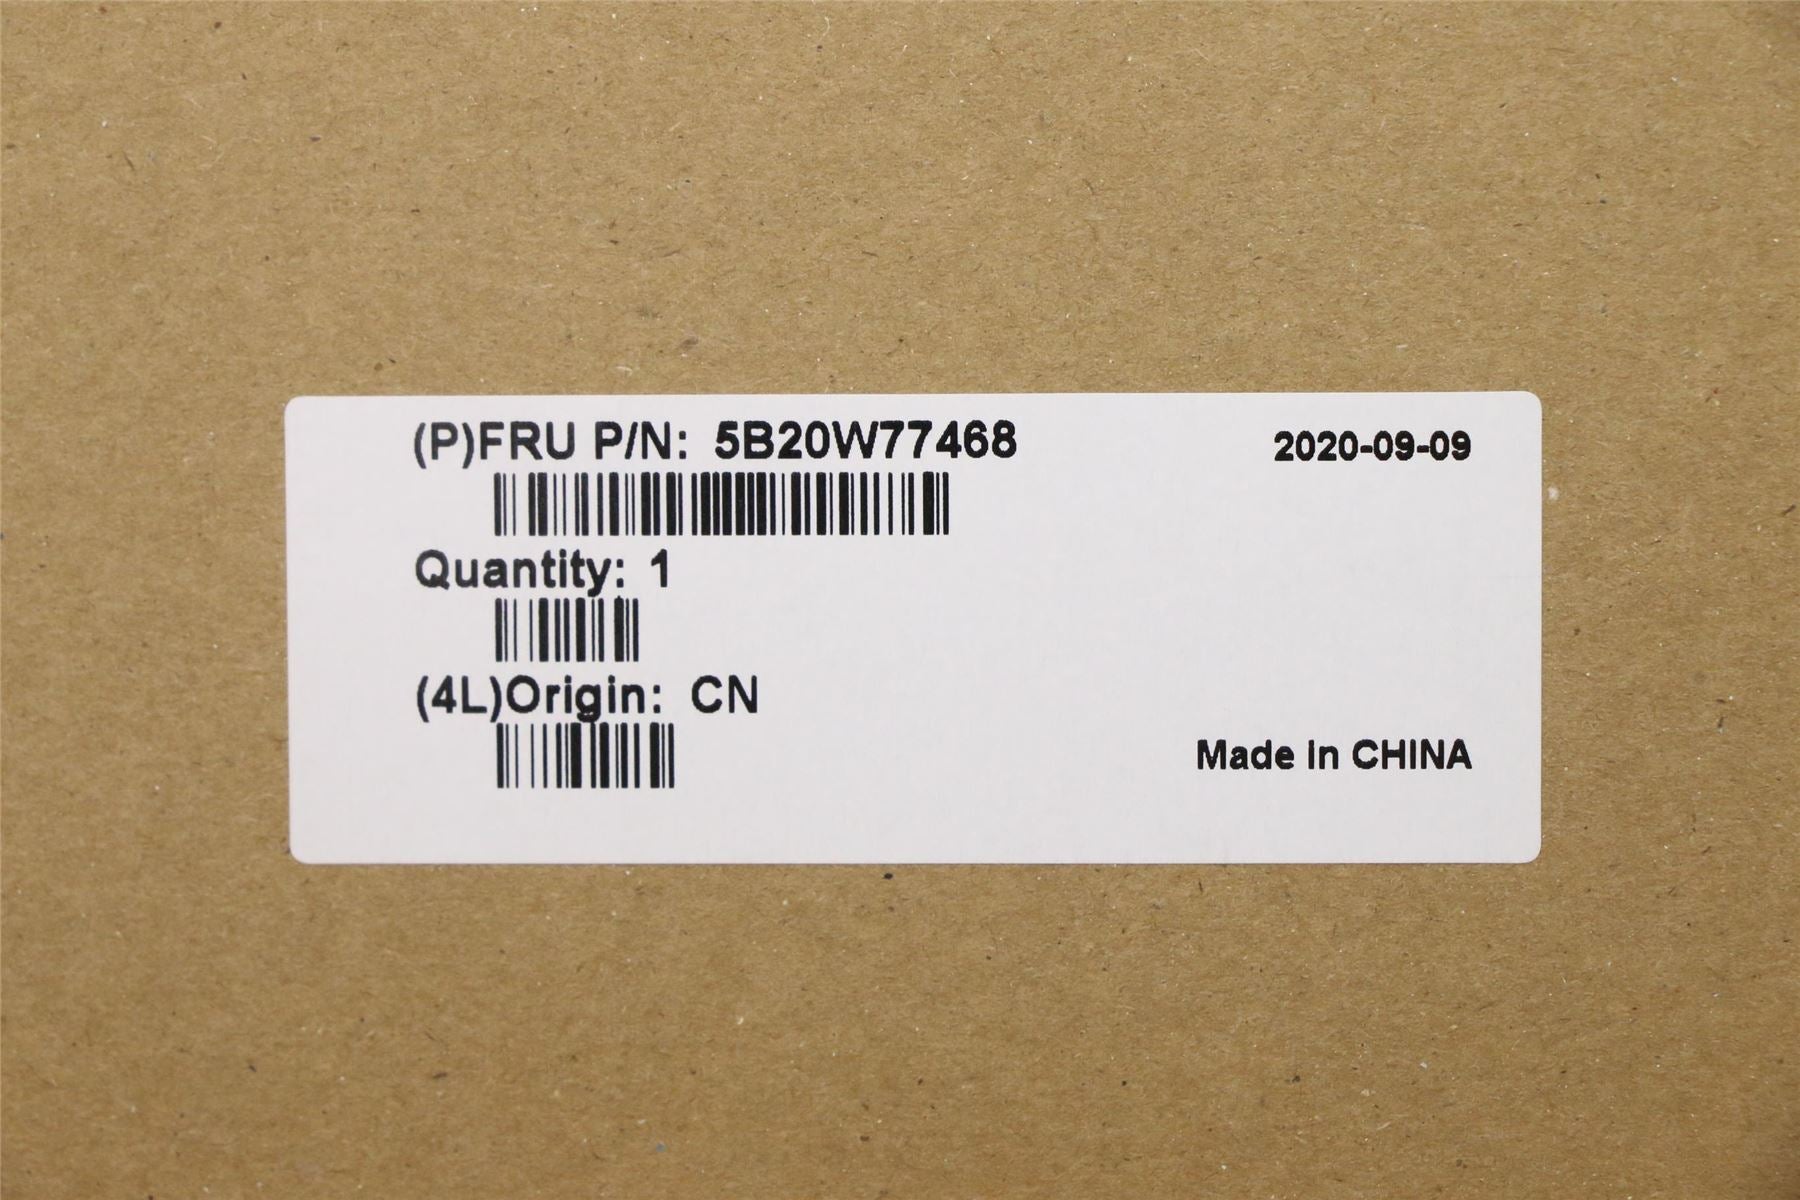 (P)FRU P/N: 5B20W77468
2020-09-09
Quantity: 1
(4L)Origin: CN
Made in CHINA